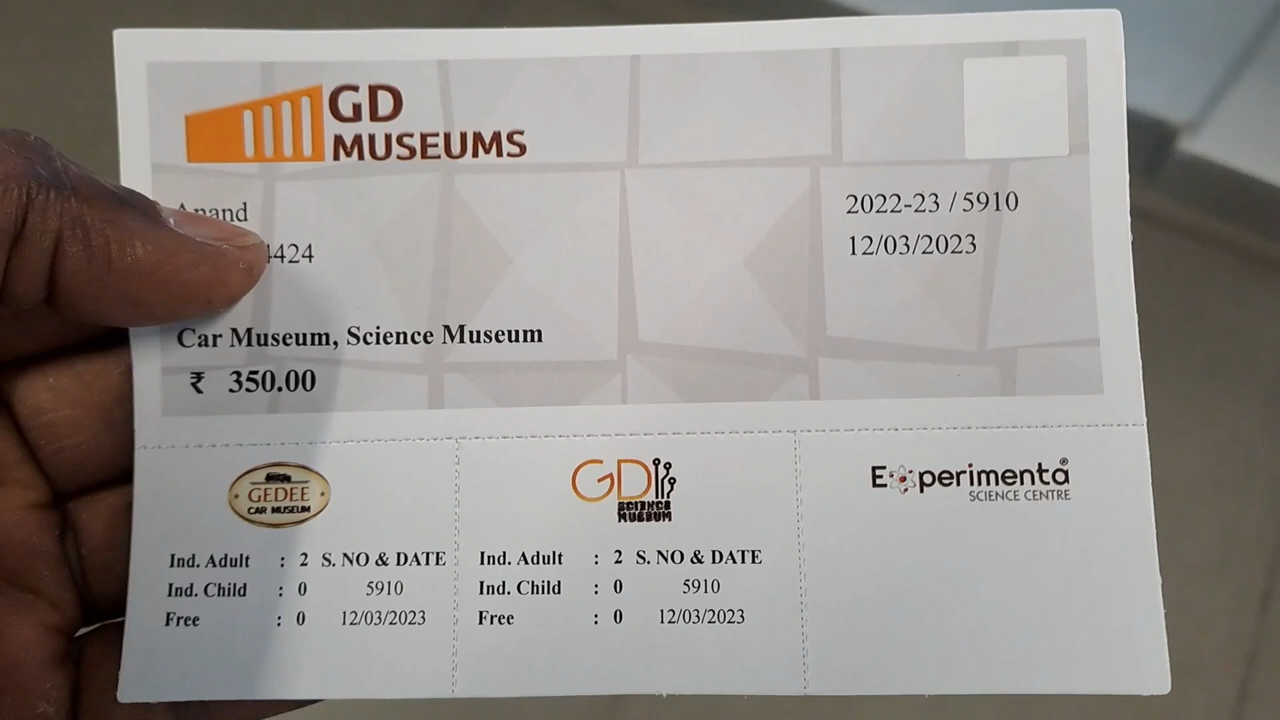 GD
MUSEUMS
Anand
4424
2022-23 / 5910
12/03/2023
Car Museum, Science Museum
₹ 350.00
GEDEE
CAR MUSEUM
Ind. Adult : 2 S. NO & DATE
Ind. Child : 0 5910
Free : 0 12/03/2023
GD
SCIENCE
MUSEUM
Ind. Adult : 2 S. NO & DATE
Ind. Child : 0 5910
Free : 0 12/03/2023
Experimenta®
SCIENCE CENTRE